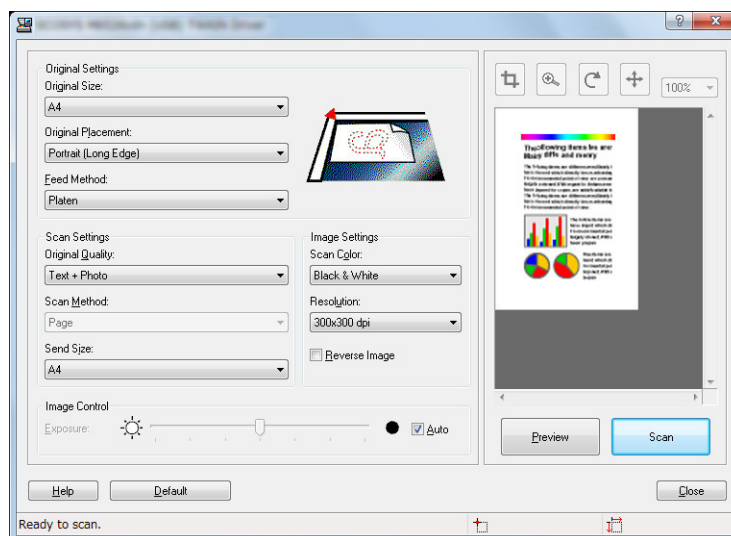 Original Settings
Original Size:
A4
Original Placement:
Portrait (Long Edge)
Feed Method:
Platen
Scan Settings
Original Quality:
Text + Photo
Scan Method:
Page
Send Size:
A4
Image Settings
Scan Color:
Black & White
Resolution:
300x300 dpi
Reverse Image
Image Control
Exposure:
Auto
100%
Preview
Scan
Help
Default
Close
Ready to scan.